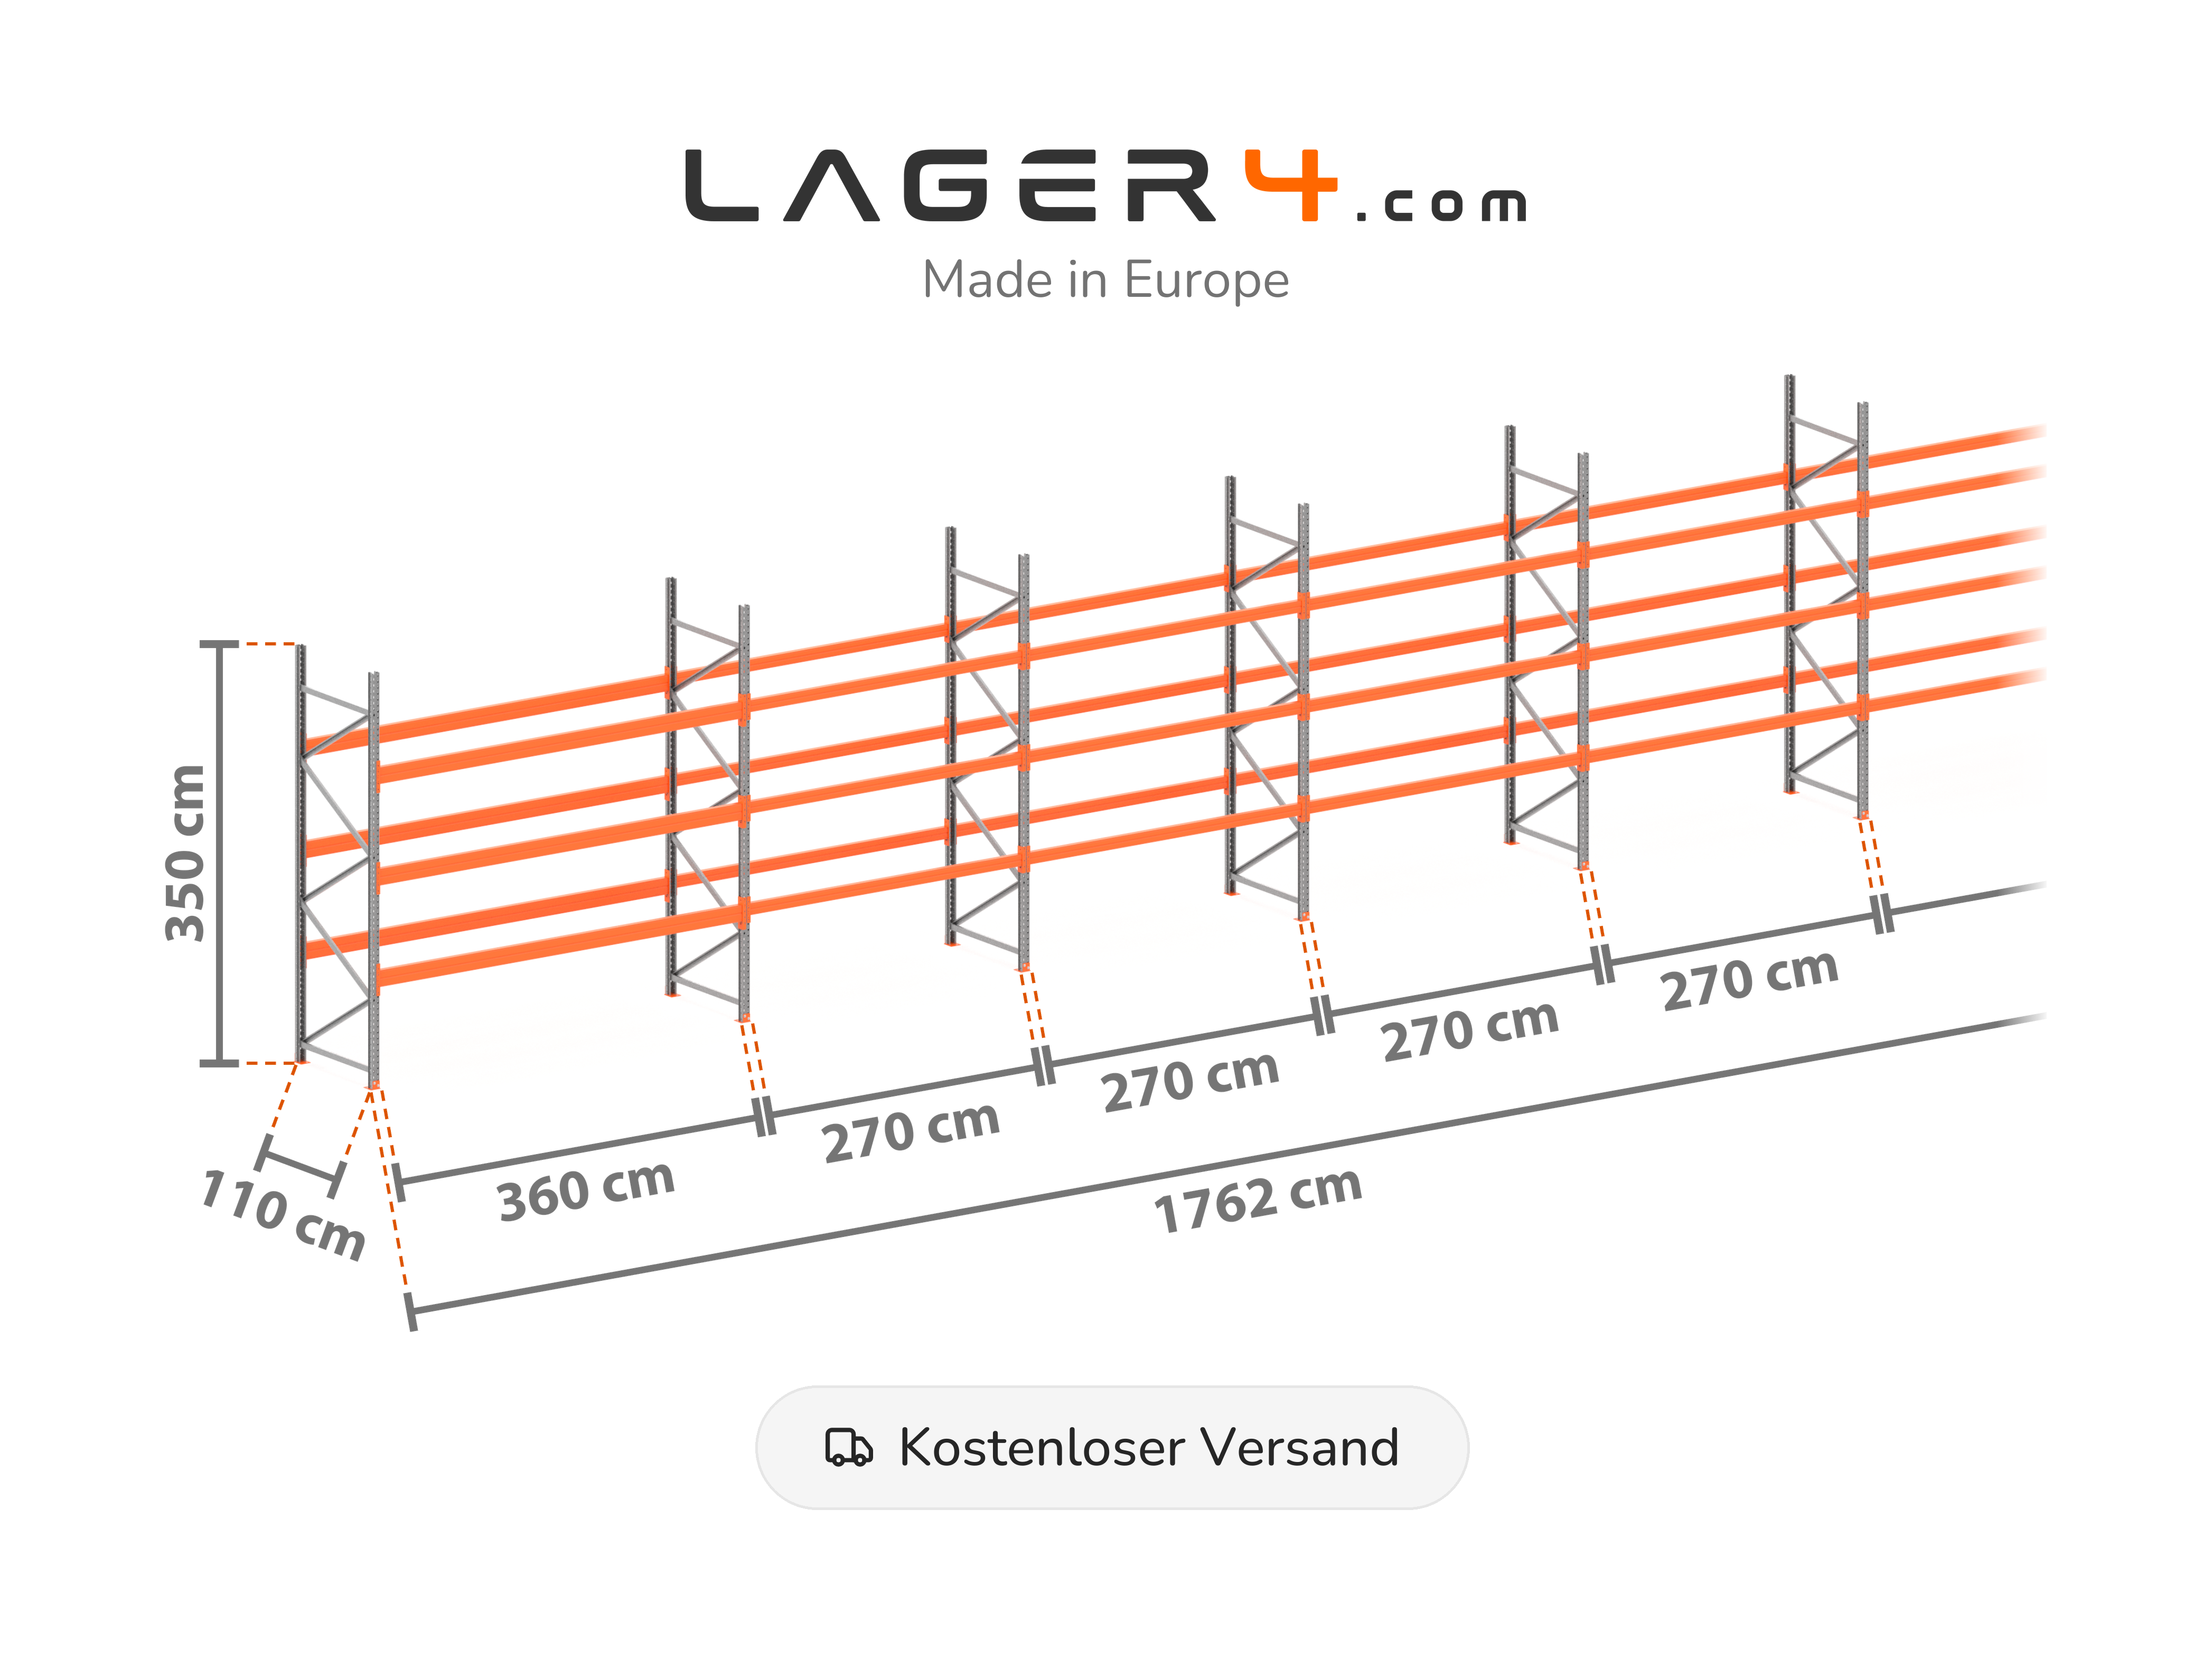 LAGER4.com
Made in Europe
350 cm
110 cm
360 cm
270 cm
270 cm
270 cm
270 cm
1762 cm
Kostenloser Versand